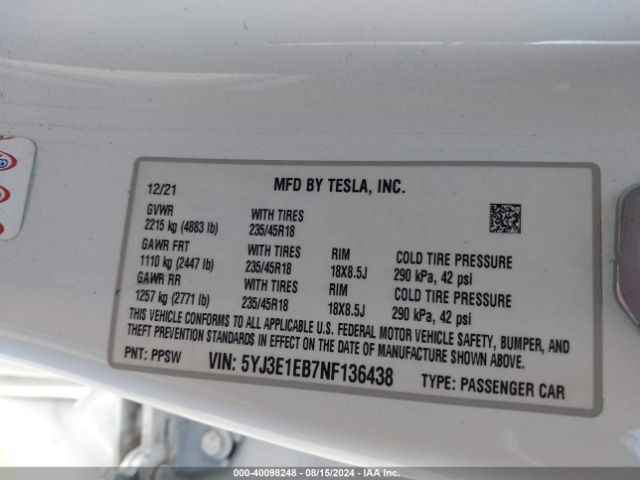 12/21 MFD BY TESLA, INC.
GVWR WITH TIRES
2215 kg (4883 lb) 235/45R18
GAWR FRT WITH TIRES RIM COLD TIRE PRESSURE
1110 kg (2447 lb) 235/45R18 18X8.5J 290 kPa, 42 psi
GAWR RR WITH TIRES RIM COLD TIRE PRESSURE
1257 kg (2771 lb) 235/45R18 18X8.5J 290 kPa, 42 psi
THIS VEHICLE CONFORMS TO ALL APPLICABLE U.S. FEDERAL MOTOR VEHICLE SAFETY, BUMPER, AND
THEFT PREVENTION STANDARDS IN EFFECT ON THE DATE OF MANUFACTURE SHOWN ABOVE.
PNT: PPSW VIN: 5YJ3E1EB7NF136438 TYPE: PASSENGER CAR
000-40098248 - 08/15/2024 - IAA Inc.